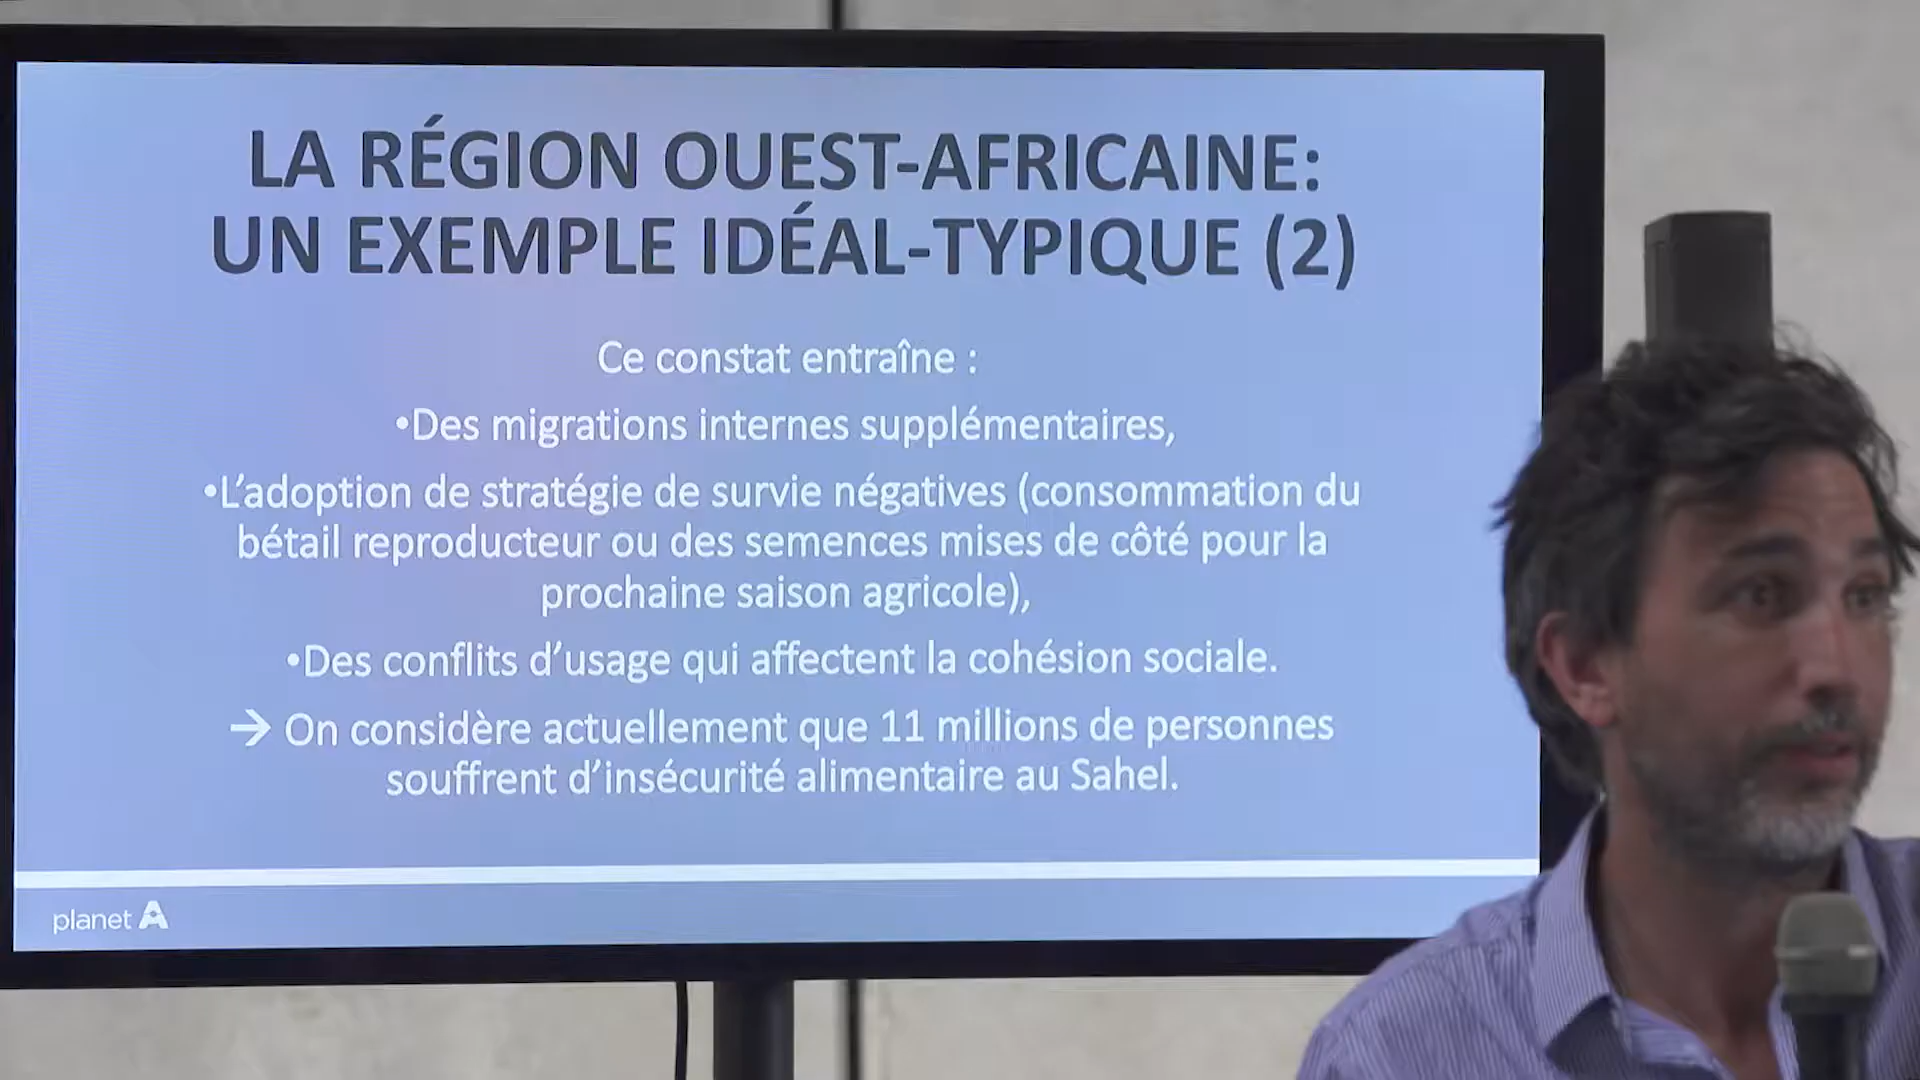 LA RÉGION OUEST-AFRICAINE:
UN EXEMPLE IDÉAL-TYPIQUE (2)
Ce constat entraîne :
•Des migrations internes supplémentaires,
•L’adoption de stratégie de survie négatives (consommation du
bétail reproducteur ou des semences mises de côté pour la
prochaine saison agricole),
•Des conflits d’usage qui affectent la cohésion sociale.
→ On considère actuellement que 11 millions de personnes
souffrent d’insécurité alimentaire au Sahel.
planet A